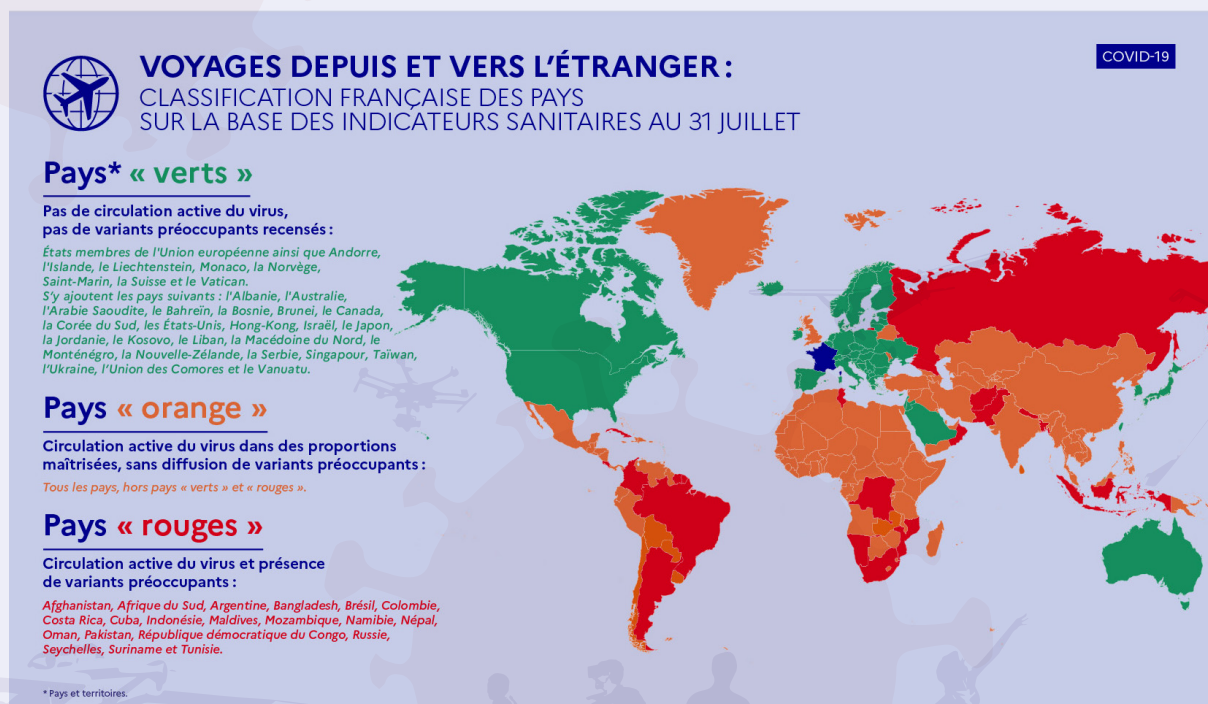 VOYAGES DEPUIS ET VERS L'ÉTRANGER :
CLASSIFICATION FRANÇAISE DES PAYS
SUR LA BASE DES INDICATEURS SANITAIRES AU 31 JUILLET
COVID-19
Pays* « verts »
Pas de circulation active du virus,
pas de variants préoccupants recensés :
États membres de l'Union européenne ainsi que Andorre,
l'Islande, le Liechtenstein, Monaco, la Norvège,
Saint-Marin, la Suisse et le Vatican.
S'y ajoutent les pays suivants : l'Albanie, l'Australie,
l'Arabie Saoudite, le Bahreïn, la Bosnie, Brunei, le Canada,
la Corée du Sud, les États-Unis, Hong-Kong, Israël, le Japon,
la Jordanie, le Kosovo, le Liban, la Macédoine du Nord, le
Monténégro, la Nouvelle-Zélande, la Serbie, Singapour, Taïwan,
l'Ukraine, l'Union des Comores et le Vanuatu.
Pays « orange »
Circulation active du virus dans des proportions
maîtrisées, sans diffusion de variants préoccupants :
Tous les pays, hors pays « verts » et « rouges ».
Pays « rouges »
Circulation active du virus et présence
de variants préoccupants :
Afghanistan, Afrique du Sud, Argentine, Bangladesh, Brésil, Colombie,
Costa Rica, Cuba, Indonésie, Maldives, Mozambique, Namibie, Népal,
Oman, Pakistan, République démocratique du Congo, Russie,
Seychelles, Suriname et Tunisie.
* Pays et territoires.